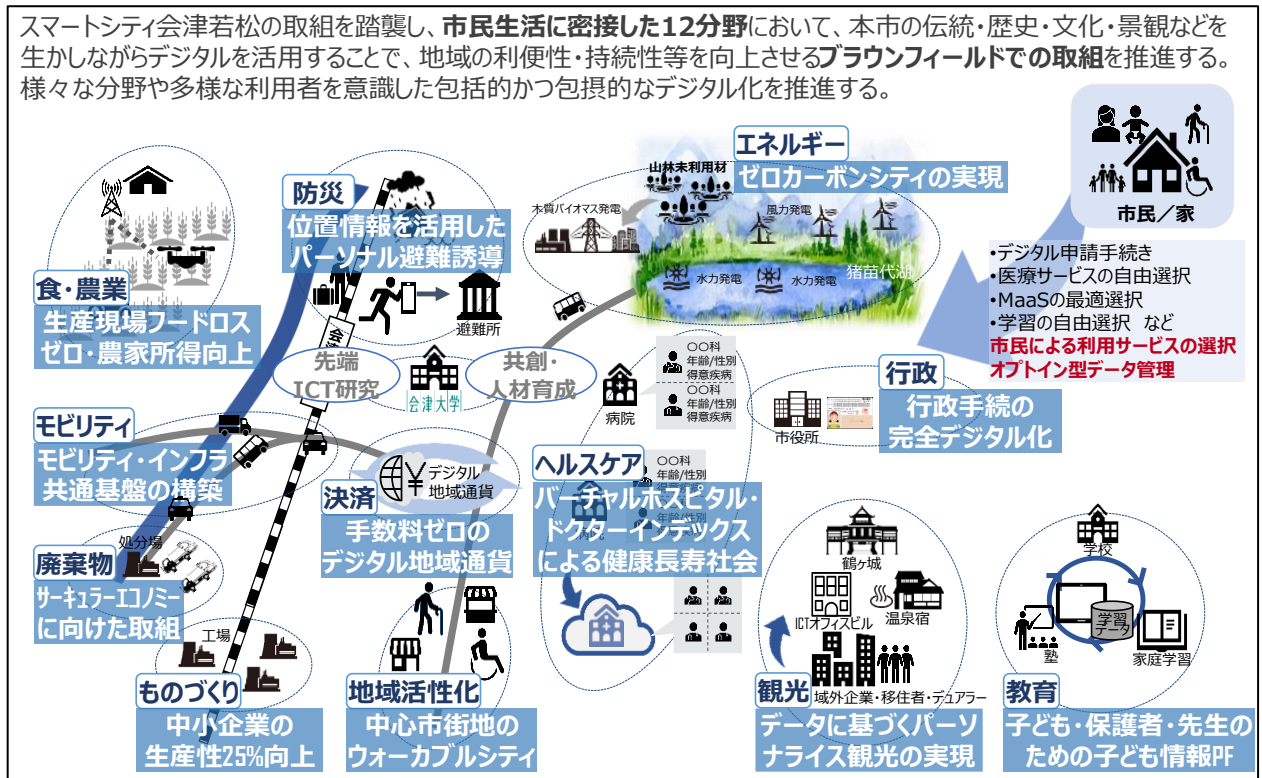 スマートシティ会津若松の取組を踏襲し、市民生活に密接した12分野において、本市の伝統・歴史・文化・景観などを
生かしながらデジタルを活用することで、地域の利便性・持続性等を向上させるブラウンフィールドでの取組を推進する。
様々な分野や多様な利用者を意識した包括的かつ包摂的なデジタル化を推進する。
市民／家
•デジタル申請手続き
•医療サービスの自由選択
•MaaSの最適選択
•学習の自由選択 など
市民による利用サービスの選択
オプトイン型データ管理
エネルギー
ゼロカーボンシティの実現
山林未利用材
木質バイオマス発電
風力発電
水力発電
水力発電
猪苗代湖
防災
位置情報を活用した
パーソナル避難誘導
避難所
食・農業
生産現場フードロス
ゼロ・農家所得向上
先端
ICT研究
会津大学
共創・
人材育成
病院
〇〇科
年齢/性別
得意疾病
〇〇科
年齢/性別
得意疾病
行政
行政手続の
完全デジタル化
市役所
モビリティ
モビリティ・インフラ
共通基盤の構築
決済
デジタル
地域通貨
手数料ゼロの
デジタル地域通貨
ヘルスケア
バーチャルホスピタル・
ドクターインデックス
による健康長寿社会
〇〇科
年齢/性別
年齢/性別
病院
廃棄物
処分場
サーキュラーエコノミー
に向けた取組
ものづくり
工場
中小企業の
生産性25%向上
地域活性化
中心市街地の
ウォーカブルシティ
鶴ヶ城
ICTオフィスビル
温泉宿
観光
域外企業・移住者・デュアラー
データに基づくパーソ
ナライス観光の実現
学校
学習
データ
塾
家庭学習
教育
子ども・保護者・先生の
ための子ども情報PF